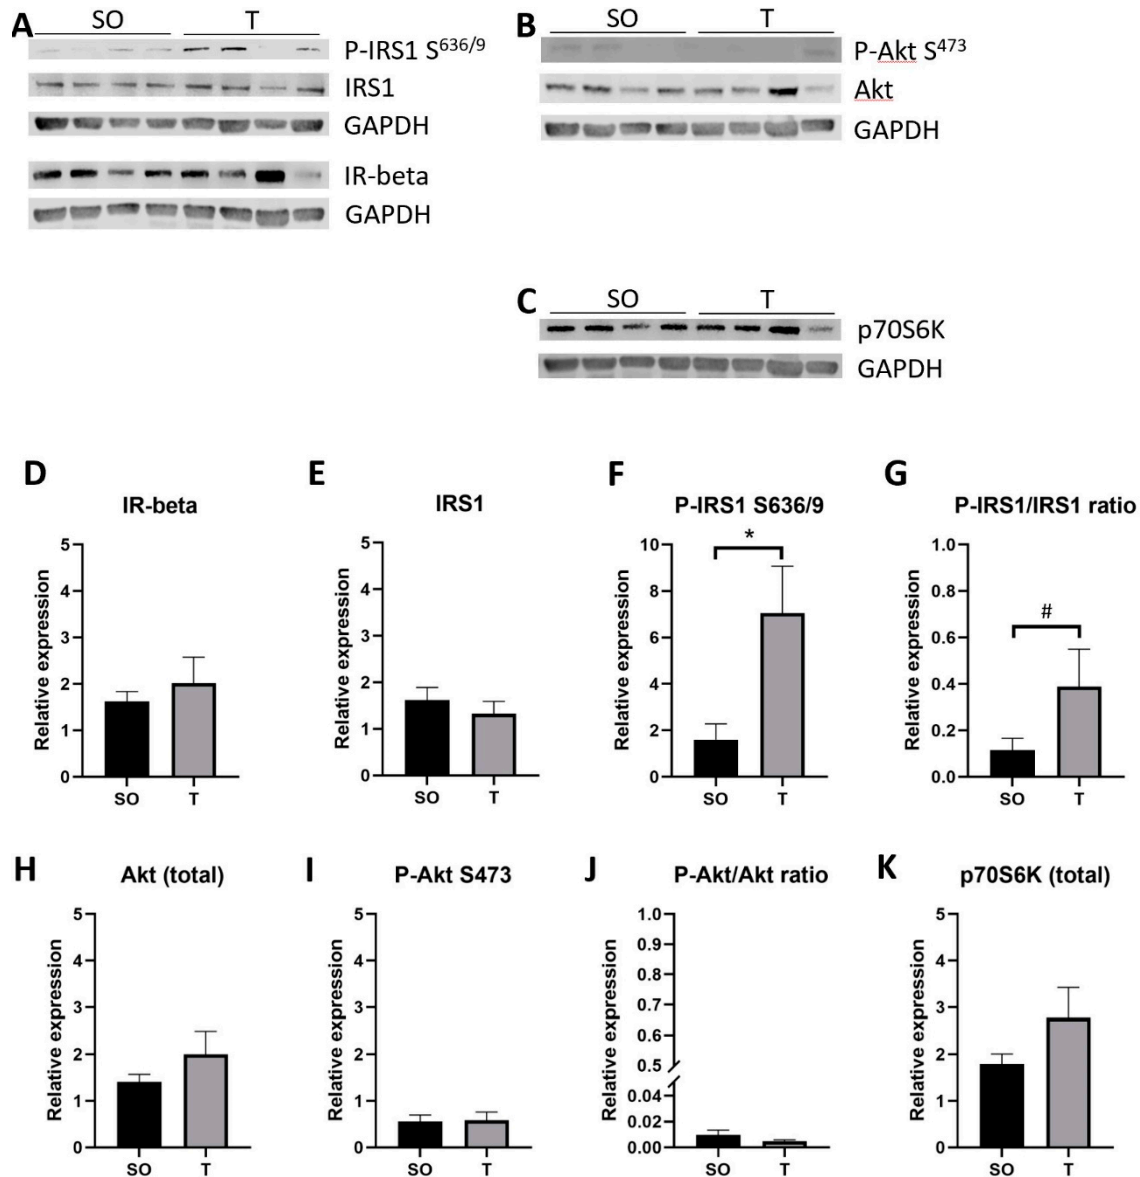 A
SO T
P-IRS1 S636/9
IRS1
GAPDH
IR-beta
GAPDH
B
SO T
P-Akt S473
Akt
GAPDH
C
SO T
p70S6K
GAPDH
D
IR-beta
Relative expression
5
4
3
2
1
0
SO T
E
IRS1
Relative expression
5
4
3
2
1
0
SO T
F
P-IRS1 S636/9
Relative expression
10
8
6
4
2
0
*
SO T
G
P-IRS1/IRS1 ratio
Relative expression
1.0
0.8
0.6
0.4
0.2
0.0
#
SO T
H
Akt (total)
Relative expression
5
4
3
2
1
0
SO T
I
P-Akt S473
Relative expression
5
4
3
2
1
0
SO T
J
P-Akt/Akt ratio
Relative expression
1.0
0.9
0.8
0.7
0.6
0.5
0.04
0.02
0.00
SO T
K
p70S6K (total)
Relative expression
5
4
3
2
1
0
SO T